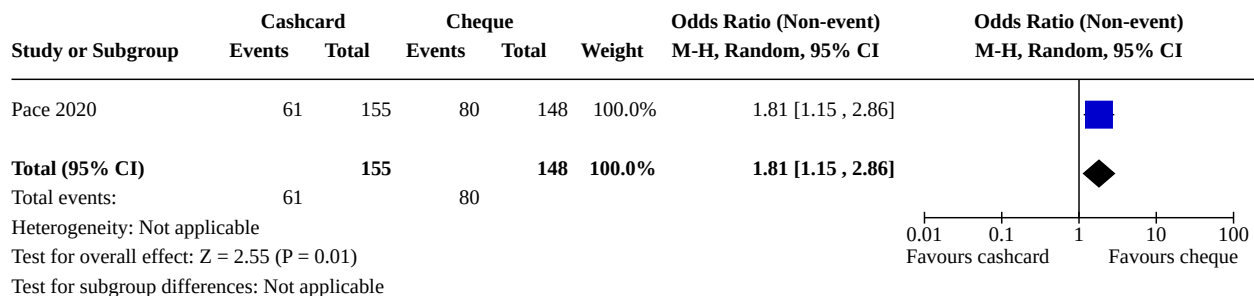 Cashcard Cheque Odds Ratio (Non-event) Odds Ratio (Non-event)
Study or Subgroup Events Total Events Total Weight M-H, Random, 95% CI M-H, Random, 95% CI
Pace 2020 61 155 80 148 100.0% 1.81 [1.15 , 2.86]
Total (95% CI) 155 148 100.0% 1.81 [1.15 , 2.86]
Total events: 61 80
Heterogeneity: Not applicable
0.01 0.1 1 10 100
Test for overall effect: Z = 2.55 (P = 0.01) Favours cashcard Favours cheque
Test for subgroup differences: Not applicable